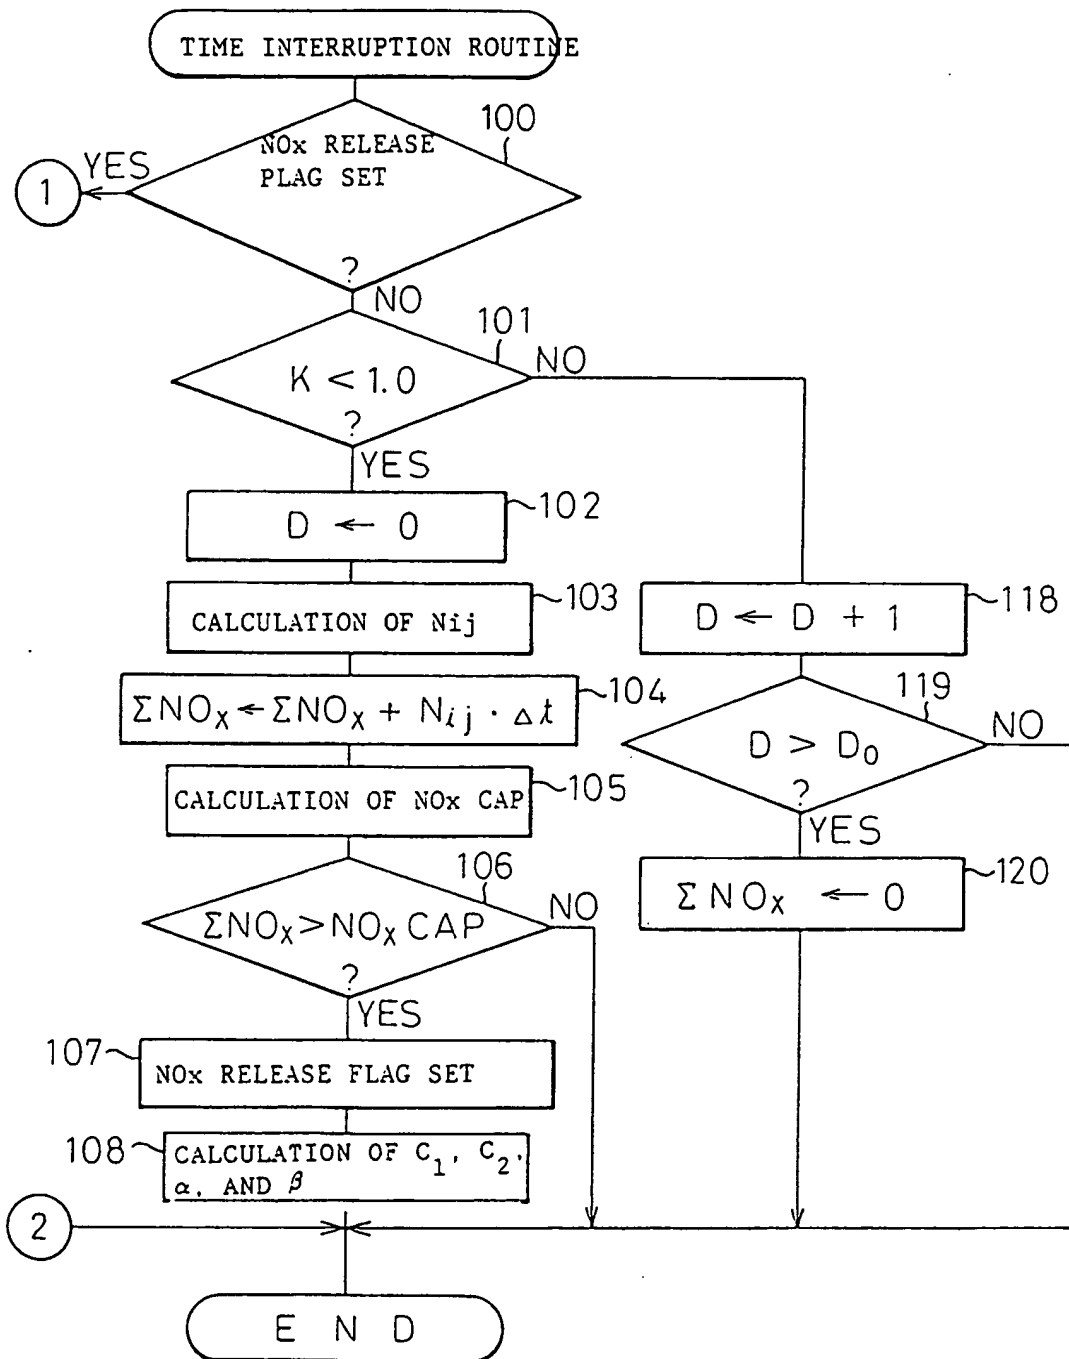 TIME INTERRUPTION ROUTINE
100
NOx RELEASE
PLAG SET
?
YES
1
NO
101
K < 1.0
?
NO
YES
D ← 0
102
CALCULATION OF Nij
103
D ← D + 1
118
ΣNOx ← ΣNOx + Nij · Δt
104
119
D > D0
?
NO
YES
CALCULATION OF NOx CAP
105
106
ΣNOx > NOx CAP
?
NO
YES
ΣNOx ← 0
120
107
NOx RELEASE FLAG SET
108
CALCULATION OF C1, C2,
α, AND β
2
END